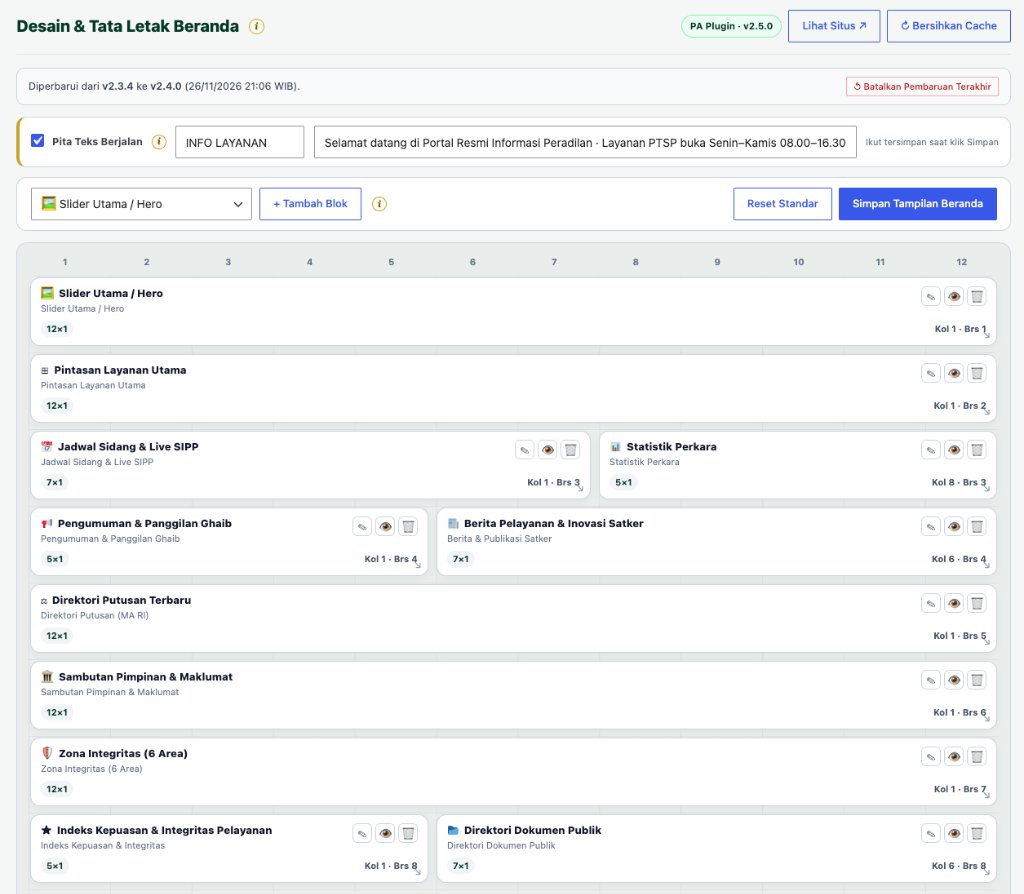 Desain & Tata Letak Beranda i PA Plugin · v2.5.0 Lihat Situs ↗ ↻ Bersihkan Cache
Diperbarui dari v2.3.4 ke v2.4.0 (26/11/2026 21:06 WIB). ↺ Batalkan Pembaruan Terakhir
Pita Teks Berjalan i INFO LAYANAN Selamat datang di Portal Resmi Informasi Peradilan · Layanan PTSP buka Senin–Kamis 08.00–16.30 Ikut tersimpan saat klik Simpan
Slider Utama / Hero + Tambah Blok i Reset Standar Simpan Tampilan Beranda
1 2 3 4 5 6 7 8 9 10 11 12
Slider Utama / Hero
Slider Utama / Hero
12×1 Kol 1 · Brs 1
Pintasan Layanan Utama
Pintasan Layanan Utama
12×1 Kol 1 · Brs 2
Jadwal Sidang & Live SIPP
Jadwal Sidang & Live SIPP
7×1 Kol 1 · Brs 3
Statistik Perkara
Statistik Perkara
5×1 Kol 8 · Brs 3
Pengumuman & Panggilan Ghaib
Pengumuman & Panggilan Ghaib
5×1 Kol 1 · Brs 4
Berita Pelayanan & Inovasi Satker
Berita & Publikasi Satker
7×1 Kol 6 · Brs 4
Direktori Putusan Terbaru
Direktori Putusan (MA RI)
12×1 Kol 1 · Brs 5
Sambutan Pimpinan & Maklumat
Sambutan Pimpinan & Maklumat
12×1 Kol 1 · Brs 6
Zona Integritas (6 Area)
Zona Integritas (6 Area)
12×1 Kol 1 · Brs 7
Indeks Kepuasan & Integritas Pelayanan
Indeks Kepuasan & Integritas
5×1 Kol 1 · Brs 8
Direktori Dokumen Publik
Direktori Dokumen Publik
7×1 Kol 6 · Brs 8